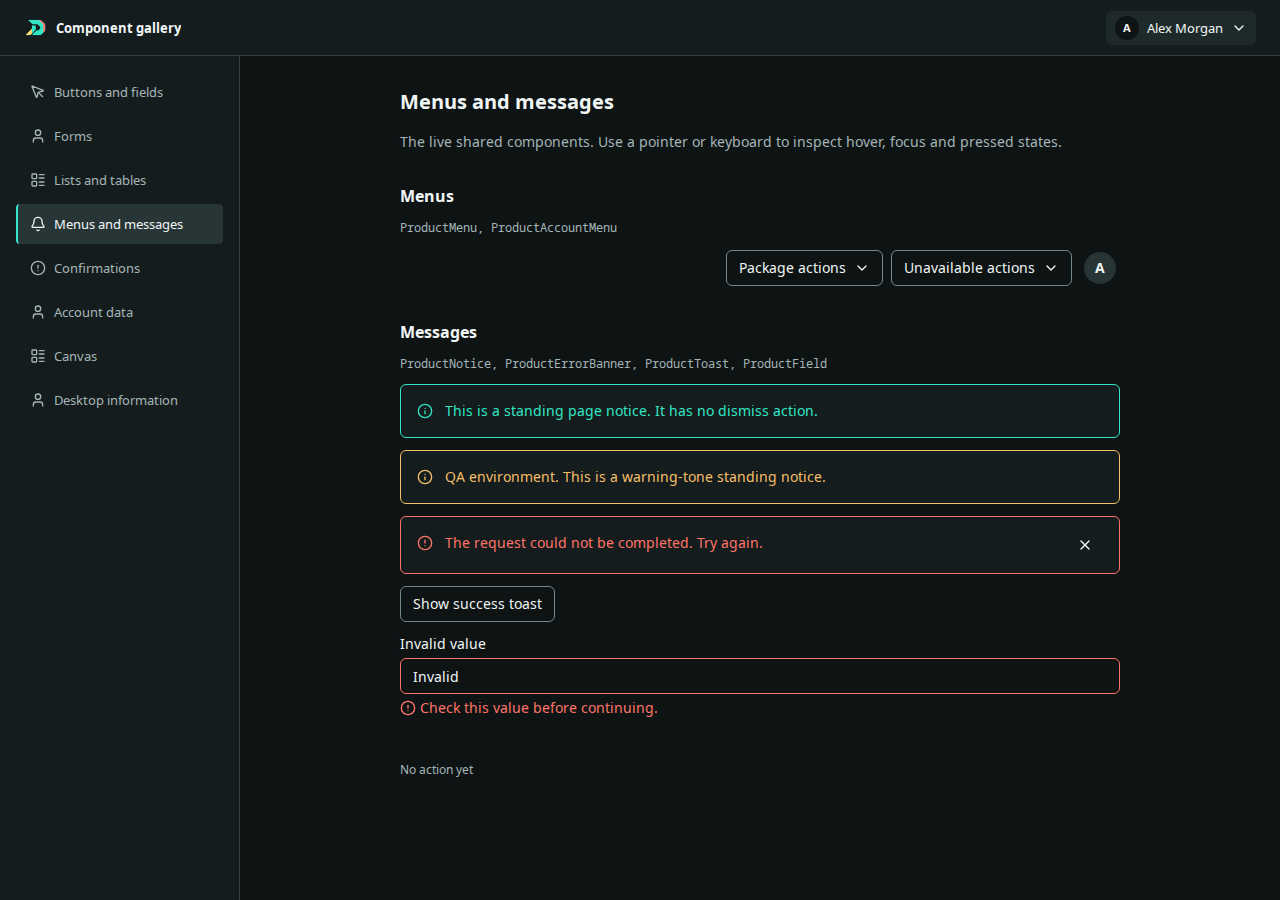 Component gallery
A Alex Morgan
Buttons and fields
Forms
Lists and tables
Menus and messages
Confirmations
Account data
Canvas
Desktop information
Menus and messages
The live shared components. Use a pointer or keyboard to inspect hover, focus and pressed states.
Menus
ProductMenu, ProductAccountMenu
Package actions Unavailable actions A
Messages
ProductNotice, ProductErrorBanner, ProductToast, ProductField
This is a standing page notice. It has no dismiss action.
QA environment. This is a warning-tone standing notice.
The request could not be completed. Try again.
Show success toast
Invalid value
Invalid
Check this value before continuing.
No action yet